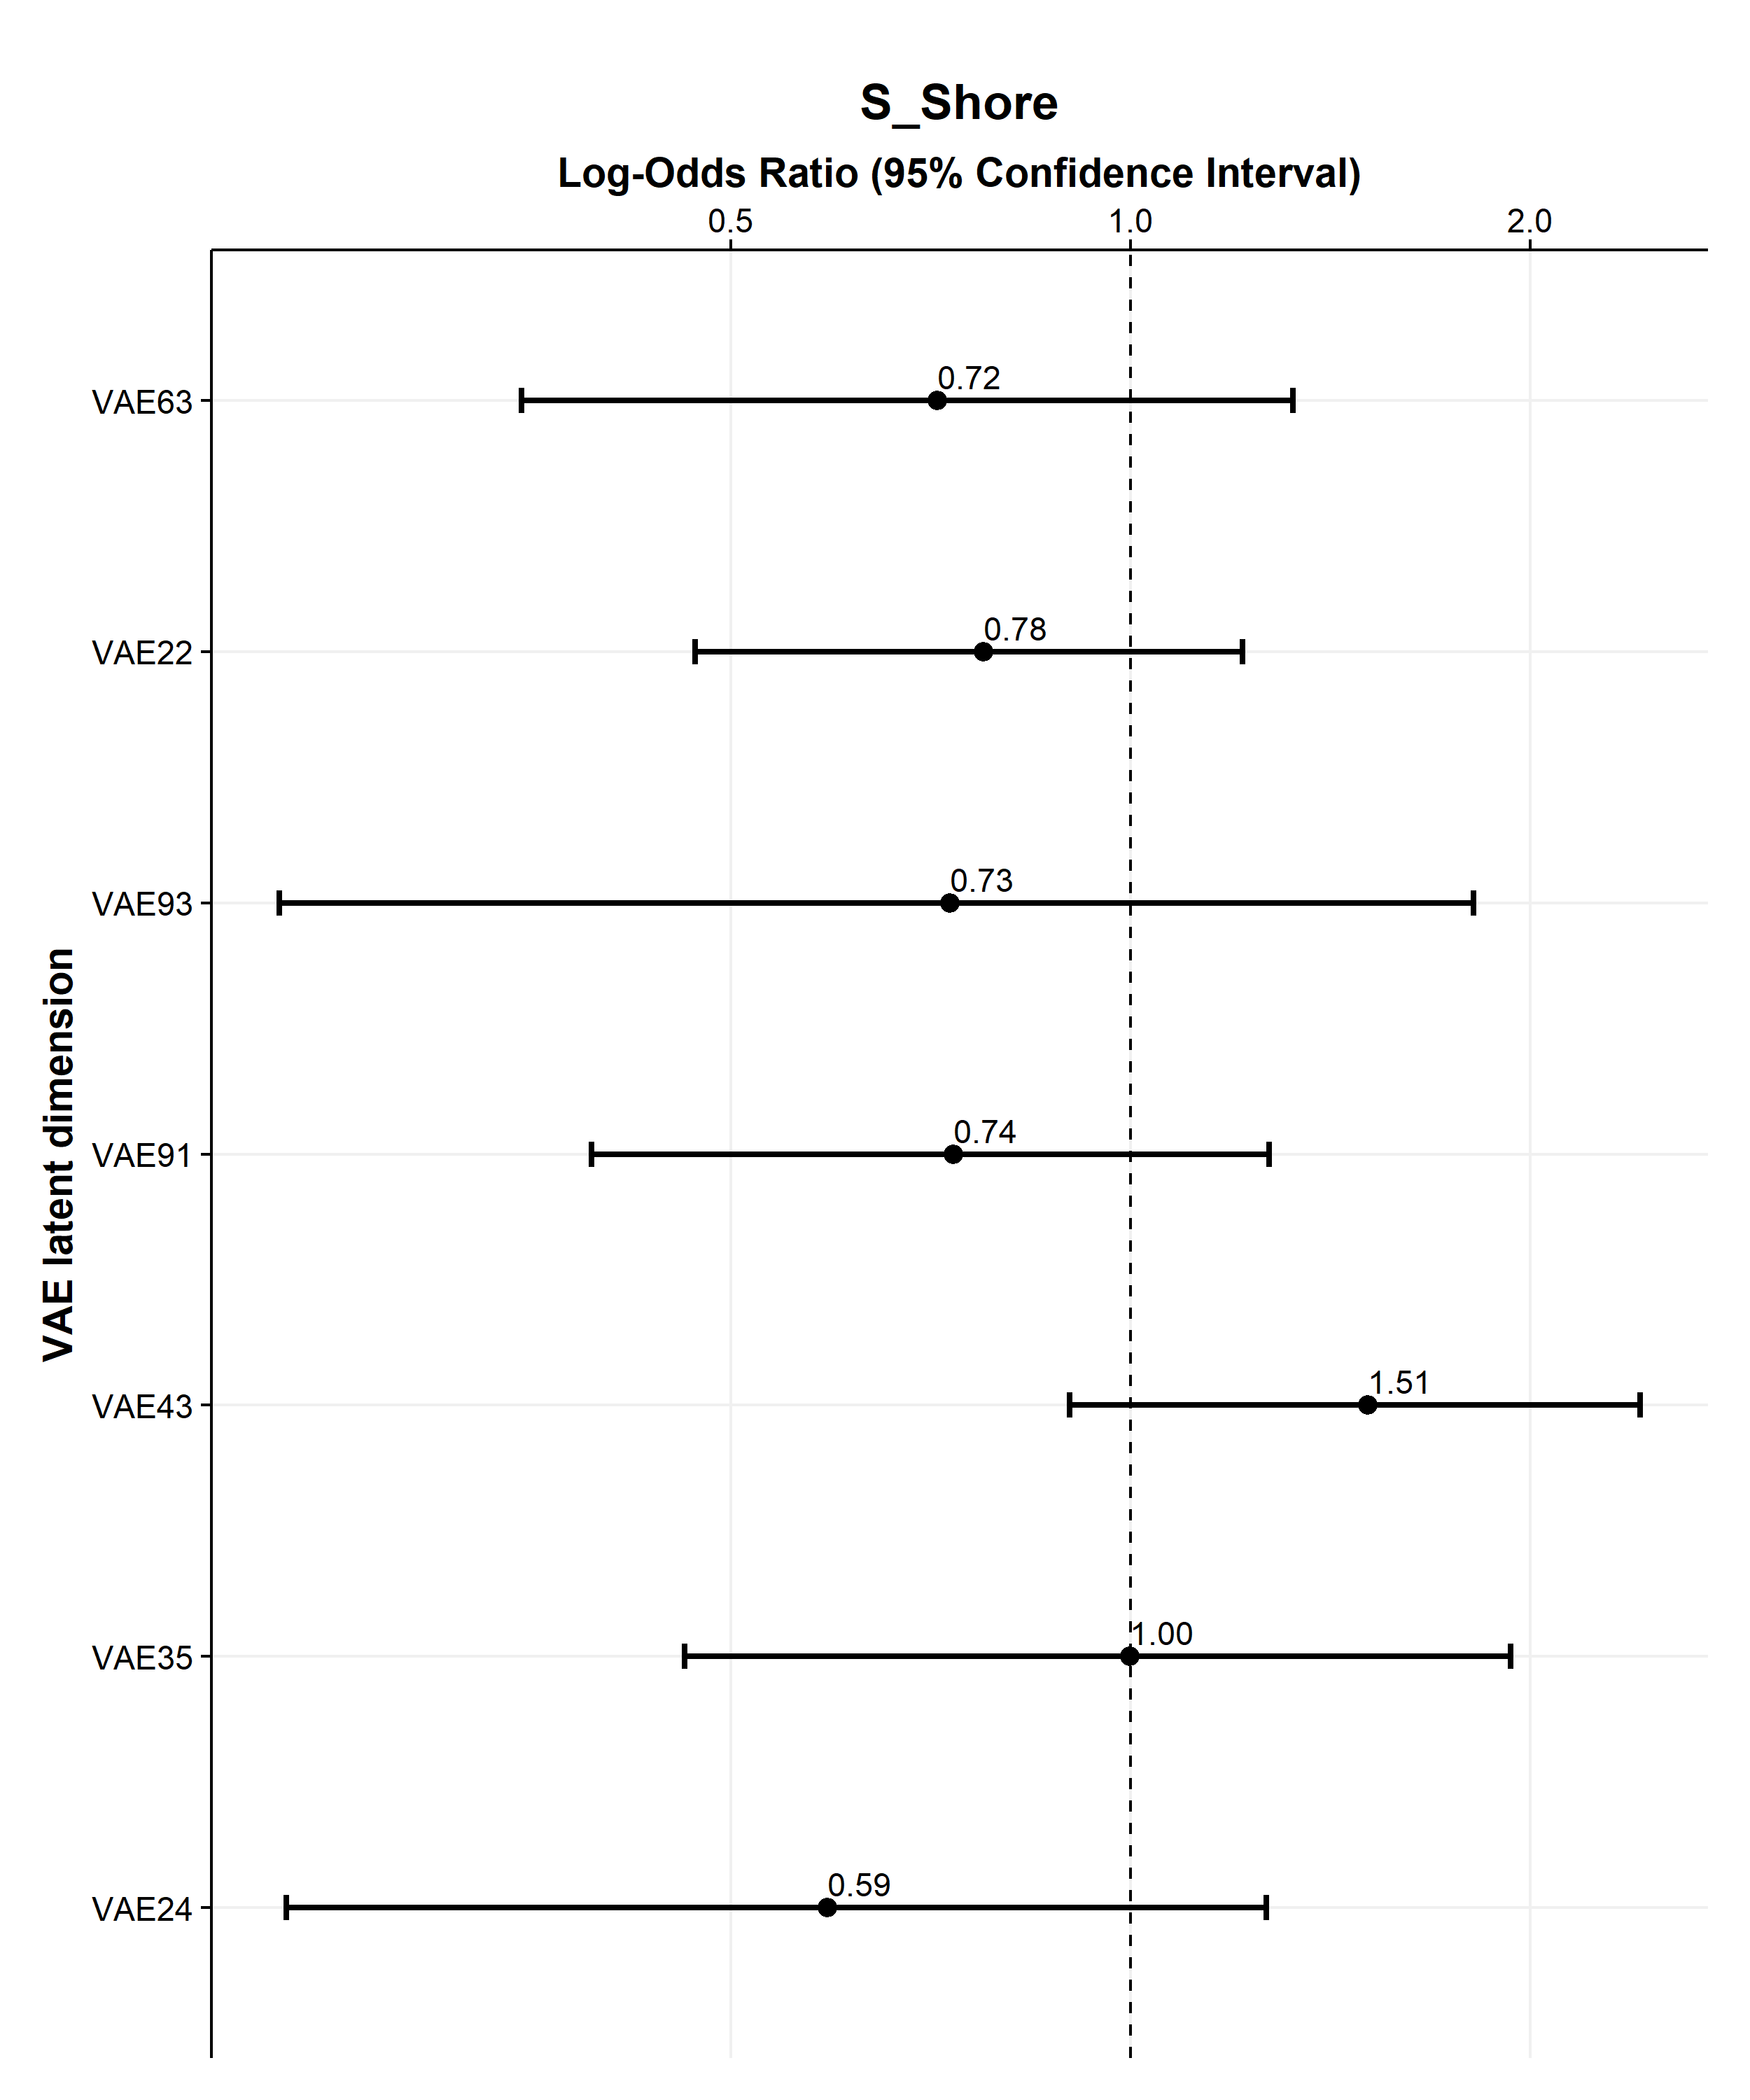 S_Shore
Log-Odds Ratio (95% Confidence Interval)
0.5 1.0 2.0
VAE63 0.72
VAE22 0.78
VAE93 0.73
VAE91 0.74
VAE43 1.51
VAE35 1.00
VAE24 0.59
VAE latent dimension